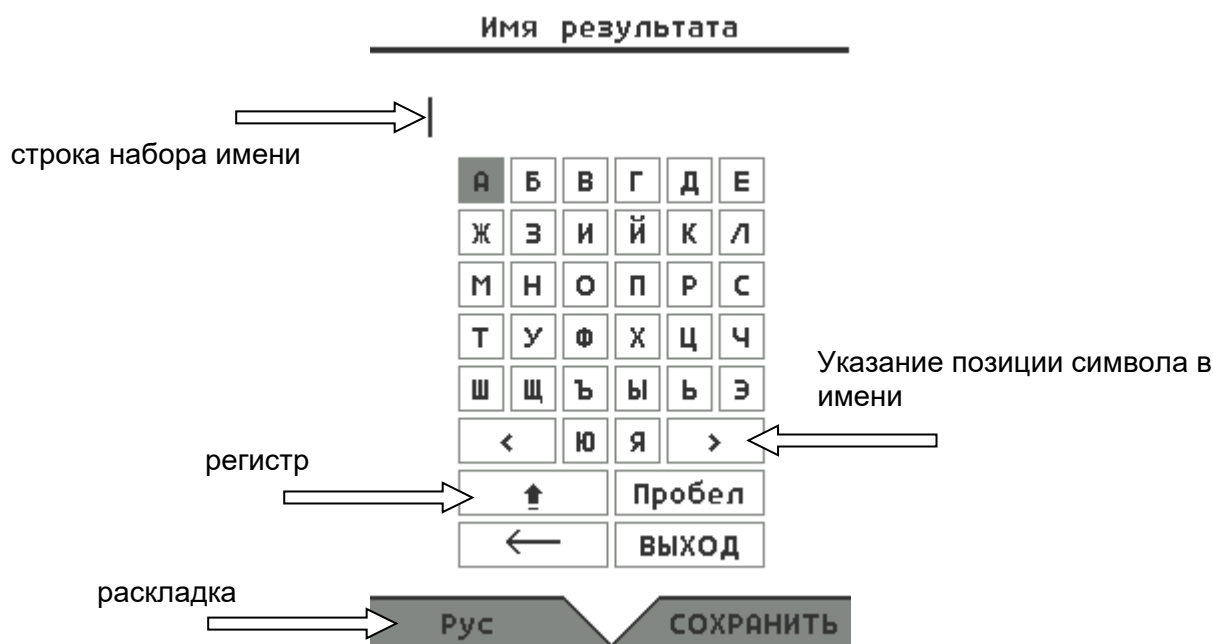 Имя результата
строка набора имени
А Б В Г Д Е
Ж З И Й К Л
М Н О П Р С
Т У Ф Х Ц Ч
Ш Щ Ъ Ы Ь Э
Указание позиции символа в
имени
< Ю Я >
регистр
Пробел
ВЫХОД
раскладка
Рус СОХРАНИТЬ